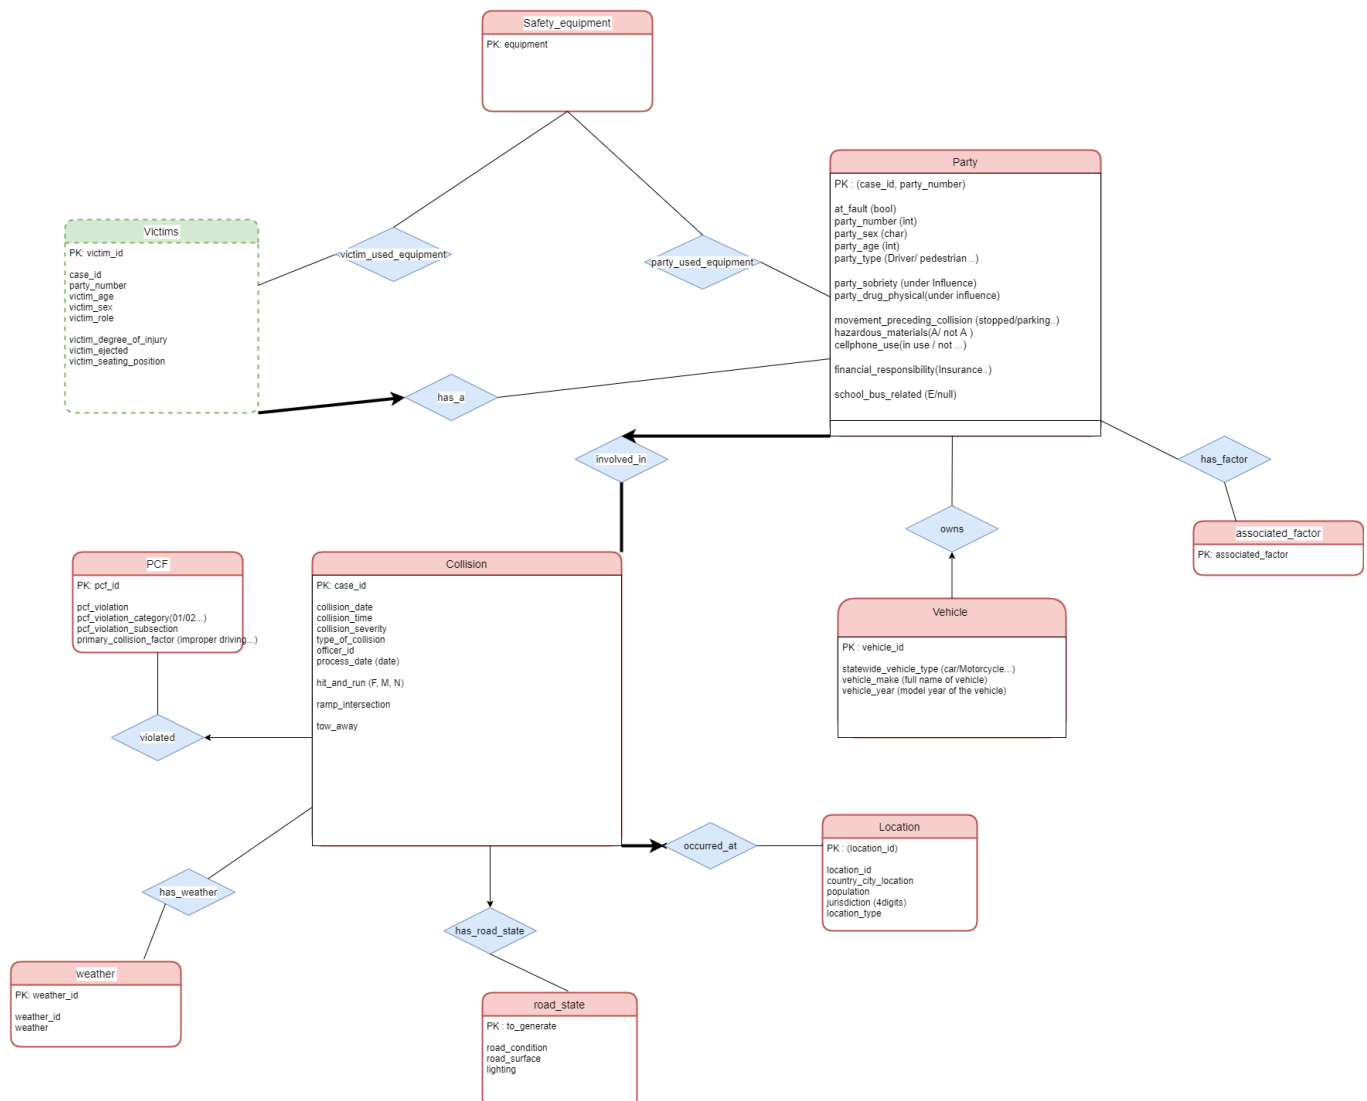 Safety_equipment
PK: equipment
Party
PK : (case_id, party_number)
at_fault (bool)
party_number (int)
party_sex (char)
party_age (int)
party_type (Driver/ pedestrian ..)
party_sobriety (under Influence)
party_drug_physical(under influence)
movement_preceding_collision (stopped/parking..)
hazardous_materials(A/ not A )
cellphone_use(in use / not ...)
financial_responsibility(Insurance..)
school_bus_related (E/null)
Victims
PK: victim_id
case_id
party_number
victim_age
victim_sex
victim_role
victim_degree_of_injury
victim_ejected
victim_seating_position
victim_used_equipment
party_used_equipment
has_a
involved_in
has_factor
owns
associated_factor
PK: associated_factor
PCF
PK: pcf_id
pcf_violation
pcf_violation_category(01/02...)
pcf_violation_subsection
primary_collision_factor (improper driving...)
Collision
PK: case_id
collision_date
collision_time
collision_severity
type_of_collision
officer_id
process_date (date)
hit_and_run (F, M, N)
ramp_intersection
tow_away
Vehicle
PK : vehicle_id
statewide_vehicle_type (car/Motorcycle...)
vehicle_make (full name of vehicle)
vehicle_year (model year of the vehicle)
violated
occurred_at
Location
PK : (location_id)
location_id
country_city_location
population
jurisdiction (4digits)
location_type
has_weather
has_road_state
weather
PK: weather_id
weather_id
weather
road_state
PK : to_generate
road_condition
road_surface
lighting